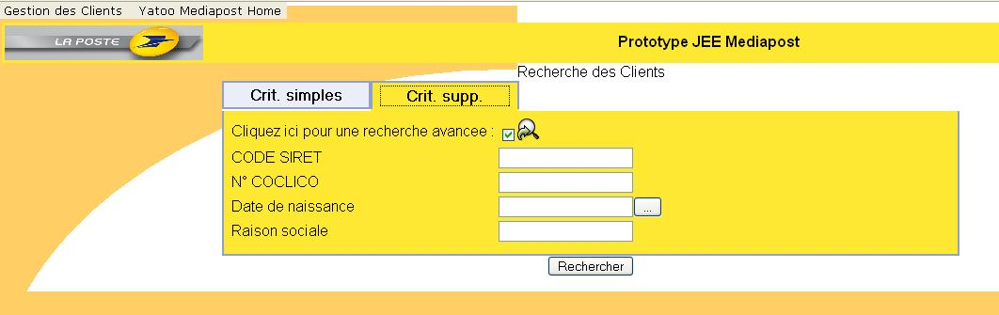 Gestion des Clients Yatoo Mediapost Home
LA POSTE
Prototype JEE Mediapost
Recherche des Clients
Crit. simples Crit. supp.
Cliquez ici pour une recherche avancee :
CODE SIRET
N° COCLICO
Date de naissance ...
Raison sociale
Rechercher